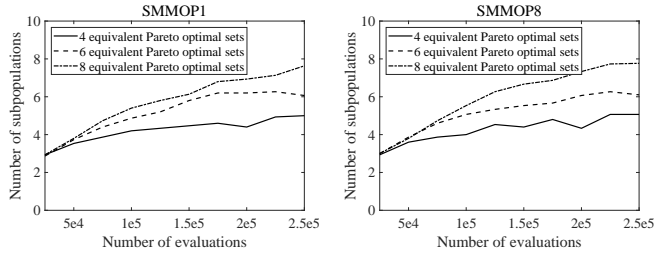 SMMOP1
10
8
6
4
2
0
Number of subpopulations
4 equivalent Pareto optimal sets
6 equivalent Pareto optimal sets
8 equivalent Pareto optimal sets
5e4 1e5 1.5e5 2e5 2.5e5
Number of evaluations
SMMOP8
10
8
6
4
2
0
Number of subpopulations
4 equivalent Pareto optimal sets
6 equivalent Pareto optimal sets
8 equivalent Pareto optimal sets
5e4 1e5 1.5e5 2e5 2.5e5
Number of evaluations